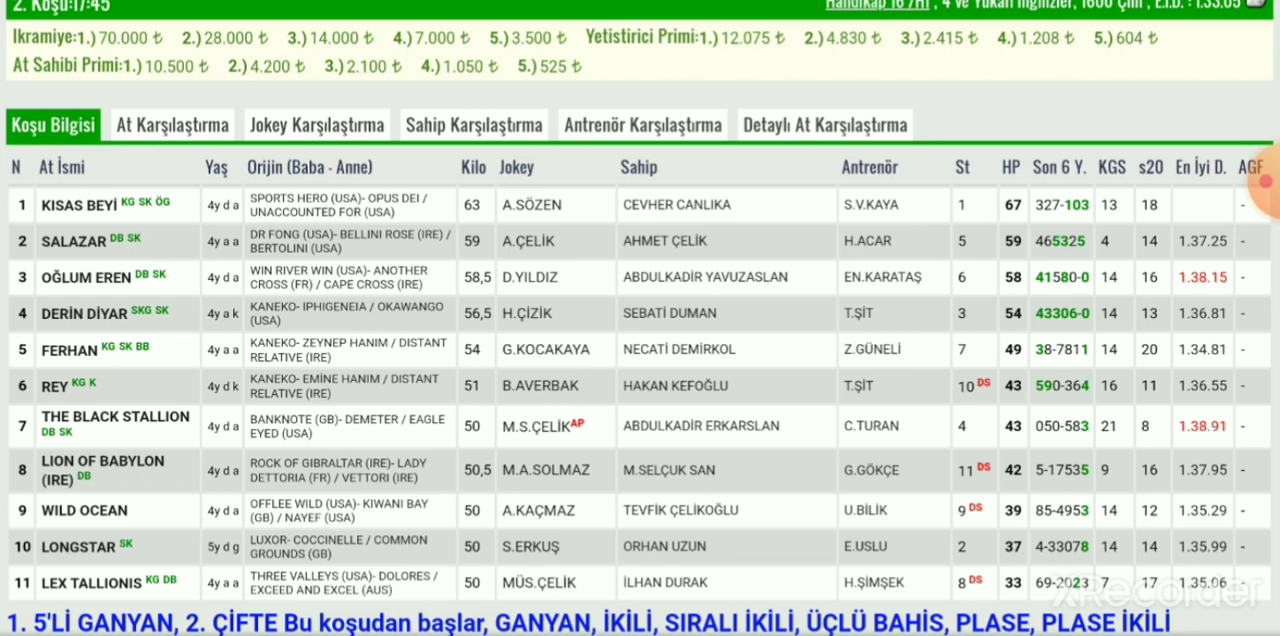 2. Koşu:17:45 Handikap 16 /H1 , 4 ve Yukarı İngilizler, 1600 Çim , E.İ.D. : 1.33.05
İkramiye:1.) 70.000 ₺ 2.) 28.000 ₺ 3.) 14.000 ₺ 4.) 7.000 ₺ 5.) 3.500 ₺ Yetistirici Primi:1.) 12.075 ₺ 2.) 4.830 ₺ 3.) 2.415 ₺ 4.) 1.208 ₺ 5.) 604 ₺
At Sahibi Primi:1.) 10.500 ₺ 2.) 4.200 ₺ 3.) 2.100 ₺ 4.) 1.050 ₺ 5.) 525 ₺
Koşu Bilgisi At Karşılaştırma Jokey Karşılaştırma Sahip Karşılaştırma Antrenör Karşılaştırma Detaylı At Karşılaştırma
N At İsmi Yaş Orijin (Baba - Anne) Kilo Jokey Sahip Antrenör St HP Son 6 Y. KGS s20 En İyi D. AGF
1 KISAS BEYİ KG SK ÖG 4y d a SPORTS HERO (USA)- OPUS DEI / UNACCOUNTED FOR (USA) 63 A.SÖZEN CEVHER CANLIKA S.V.KAYA 1 67 327-103 13 18 -
2 SALAZAR DB SK 4y a a DR FONG (USA)- BELLINI ROSE (IRE) / BERTOLINI (USA) 59 A.ÇELİK AHMET ÇELİK H.ACAR 5 59 465325 4 14 1.37.25 -
3 OĞLUM EREN DB SK 4y d a WIN RIVER WIN (USA)- ANOTHER CROSS (FR) / CAPE CROSS (IRE) 58,5 D.YILDIZ ABDULKADİR YAVUZASLAN EN.KARATAŞ 6 58 41580-0 14 16 1.38.15 -
4 DERİN DİYAR SKG SK 4y a k KANEKO- IPHIGENEIA / OKAWANGO (USA) 56,5 H.ÇİZİK SEBATİ DUMAN T.ŞİT 3 54 43306-0 14 13 1.36.81 -
5 FERHAN KG SK BB 4y a a KANEKO- ZEYNEP HANIM / DISTANT RELATIVE (IRE) 54 G.KOCAKAYA NECATİ DEMİRKOL Z.GÜNELİ 7 49 38-7811 14 20 1.34.81 -
6 REY KG K 4y d k KANEKO- EMİNE HANIM / DISTANT RELATIVE (IRE) 51 B.AVERBAK HAKAN KEFOĞLU T.ŞİT 10 DS 43 590-364 16 11 1.36.55 -
7 THE BLACK STALLION DB SK 4y d a BANKNOTE (GB)- DEMETER / EAGLE EYED (USA) 50 M.S.ÇELİK AP ABDULKADİR ERKARSLAN C.TURAN 4 43 050-583 21 8 1.38.91 -
8 LION OF BABYLON (IRE) DB 4y d a ROCK OF GIBRALTAR (IRE)- LADY DETTORIA (FR) / VETTORI (IRE) 50,5 M.A.SOLMAZ M.SELÇUK SAN G.GÖKÇE 11 DS 42 5-17535 9 16 1.37.95 -
9 WILD OCEAN 4y d a OFFLEE WILD (USA)- KIWANI BAY (GB) / NAYEF (USA) 50 A.KAÇMAZ TEVFİK ÇELİKOĞLU U.BİLİK 9 DS 39 85-4953 14 12 1.35.29 -
10 LONGSTAR SK 5y d g LUXOR- COCCINELLE / COMMON GROUNDS (GB) 50 S.ERKUŞ ORHAN UZUN E.USLU 2 37 4-33078 14 14 1.35.99 -
11 LEX TALLIONIS KG DB 4y a a THREE VALLEYS (USA)- DOLORES / EXCEED AND EXCEL (AUS) 50 MÜS.ÇELİK İLHAN DURAK H.ŞİMŞEK 8 DS 33 69-2023 7 17 1.35.06 -
XRecorder
1. 5'Lİ GANYAN, 2. ÇİFTE Bu koşudan başlar, GANYAN, İKİLİ, SIRALI İKİLİ, ÜÇLÜ BAHİS, PLASE, PLASE İKİLİ